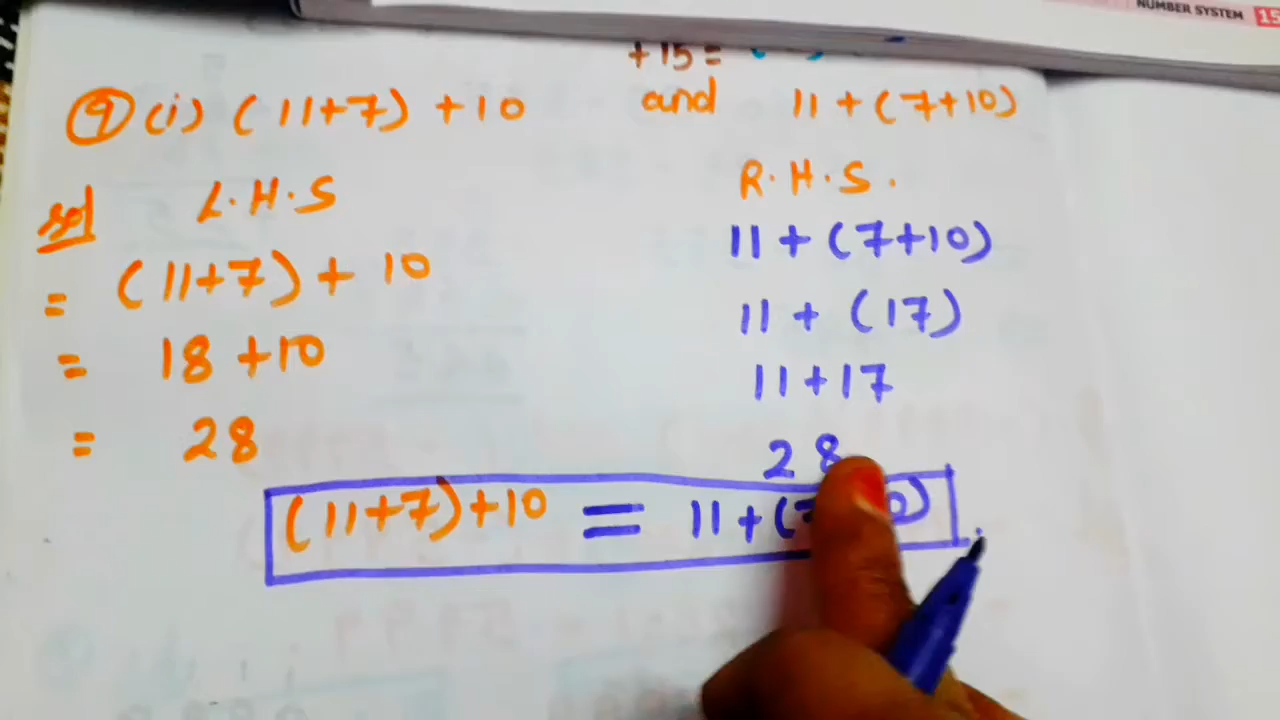 NUMBER SYSTEM 15
+15=
9 (i) (11+7) +10 and 11+(7+10)
sol L.H.S R.H.S.
= (11+7)+10 11+(7+10)
= 18+10 11+(17)
11+17
= 28 28
(11+7)+10 = 11+(